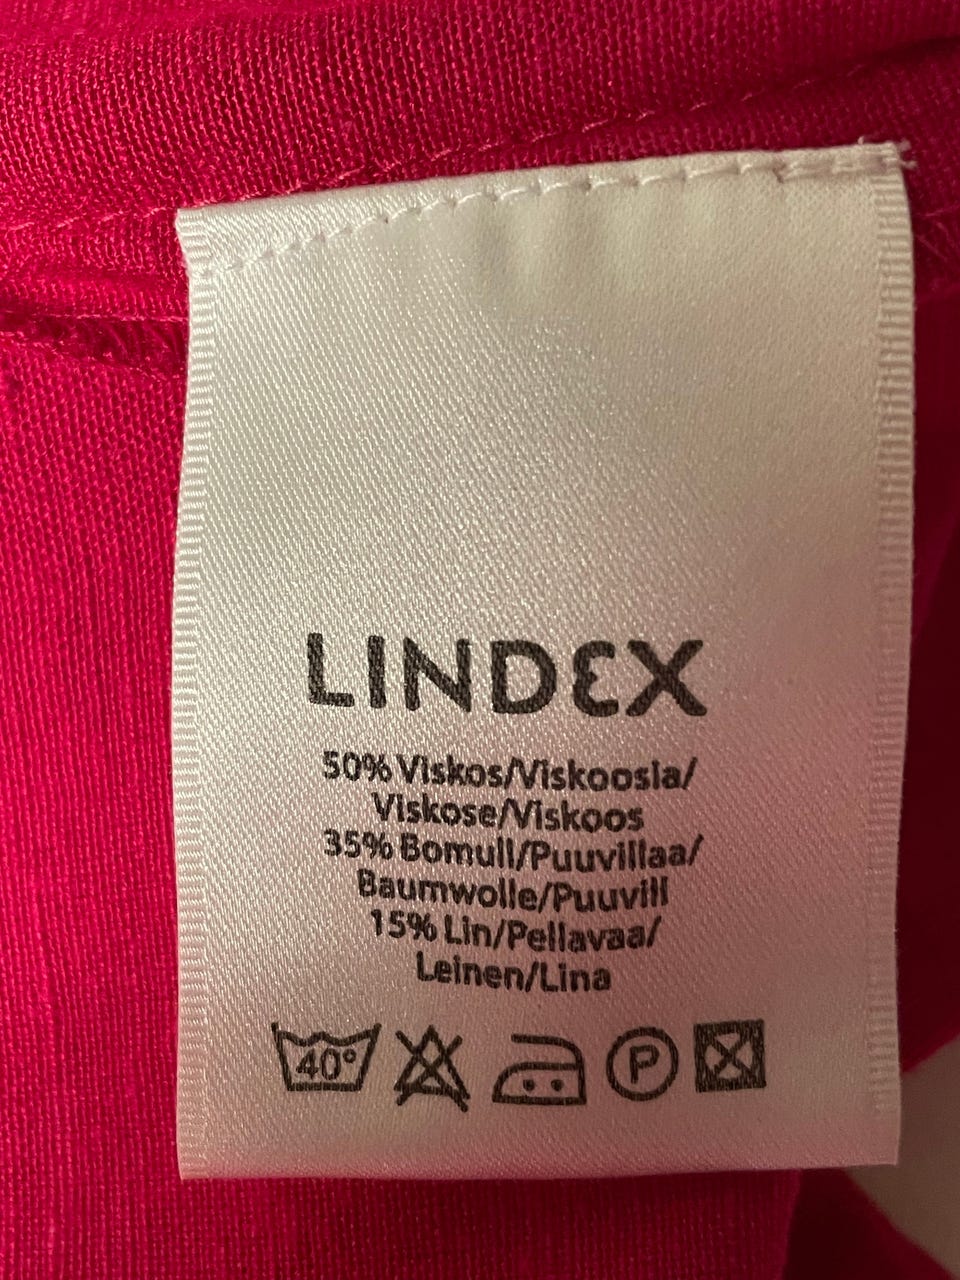 LINDEX
50% Viskos/Viskoosia/
Viskose/Viskoos
35% Bomull/Puuvillaa/
Baumwolle/Puuvill
15% Lin/Pellavaa/
Leinen/Lina
40° P